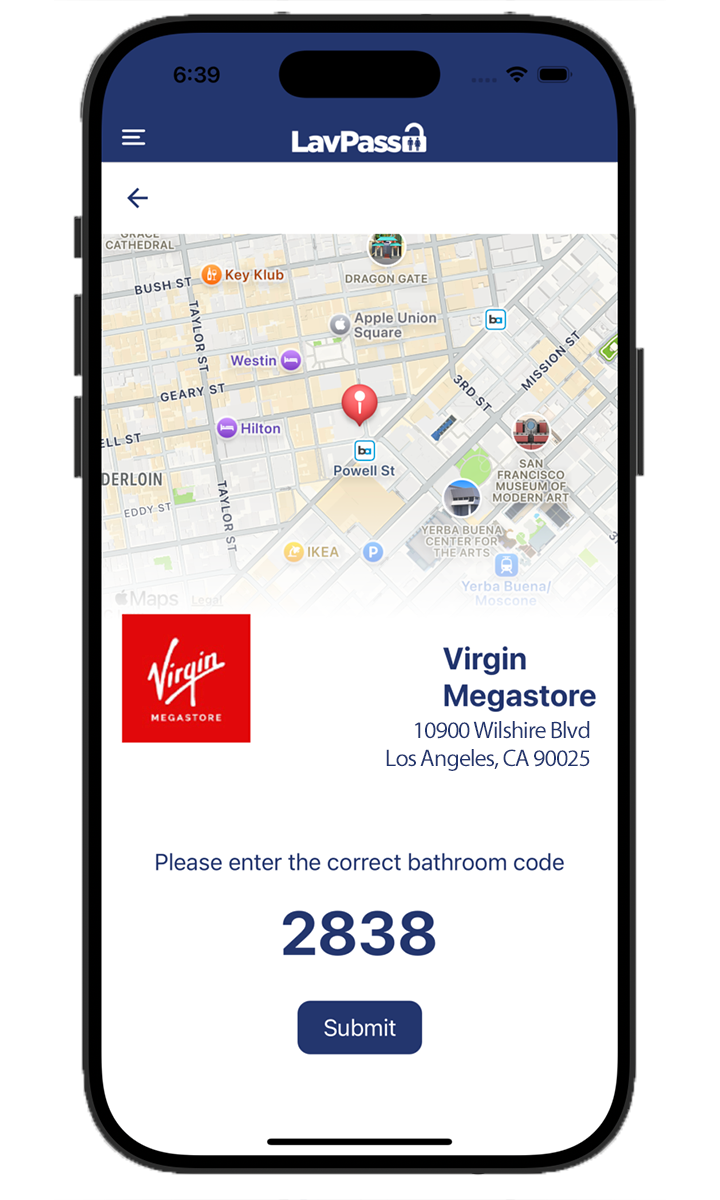 6:39
LavPass
GRACE
CATHEDRAL
DRAGON GATE
Key Klub
BUSH ST
TAYLOR ST
Apple Union
Square
ba
MISSION ST
Westin
GEARY ST
3RD ST
Hilton
ELL ST
ba
Powell St
DERLOIN
SAN
FRANCISCO
MUSEUM OF
MODERN ART
EDDY ST
TAYLOR ST
YERBA BUENA
CENTER FOR
THE ARTS
IKEA
P
3
Yerba Buena/
Moscone
Maps Legal
Virgin
MEGASTORE
Virgin
Megastore
10900 Wilshire Blvd
Los Angeles, CA 90025
Please enter the correct bathroom code
2838
Submit